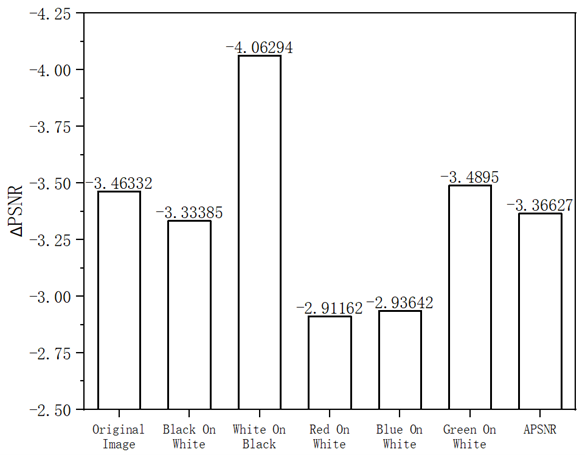 -4.25
-4.00
-3.75
-3.50
-3.25
-3.00
-2.75
-2.50
ΔPSNR
-3.46332
-3.33385
-4.06294
-2.91162
-2.93642
-3.4895
-3.36627
Original
Image
Black On
White
White On
Black
Red On
White
Blue On
White
Green On
White
APSNR